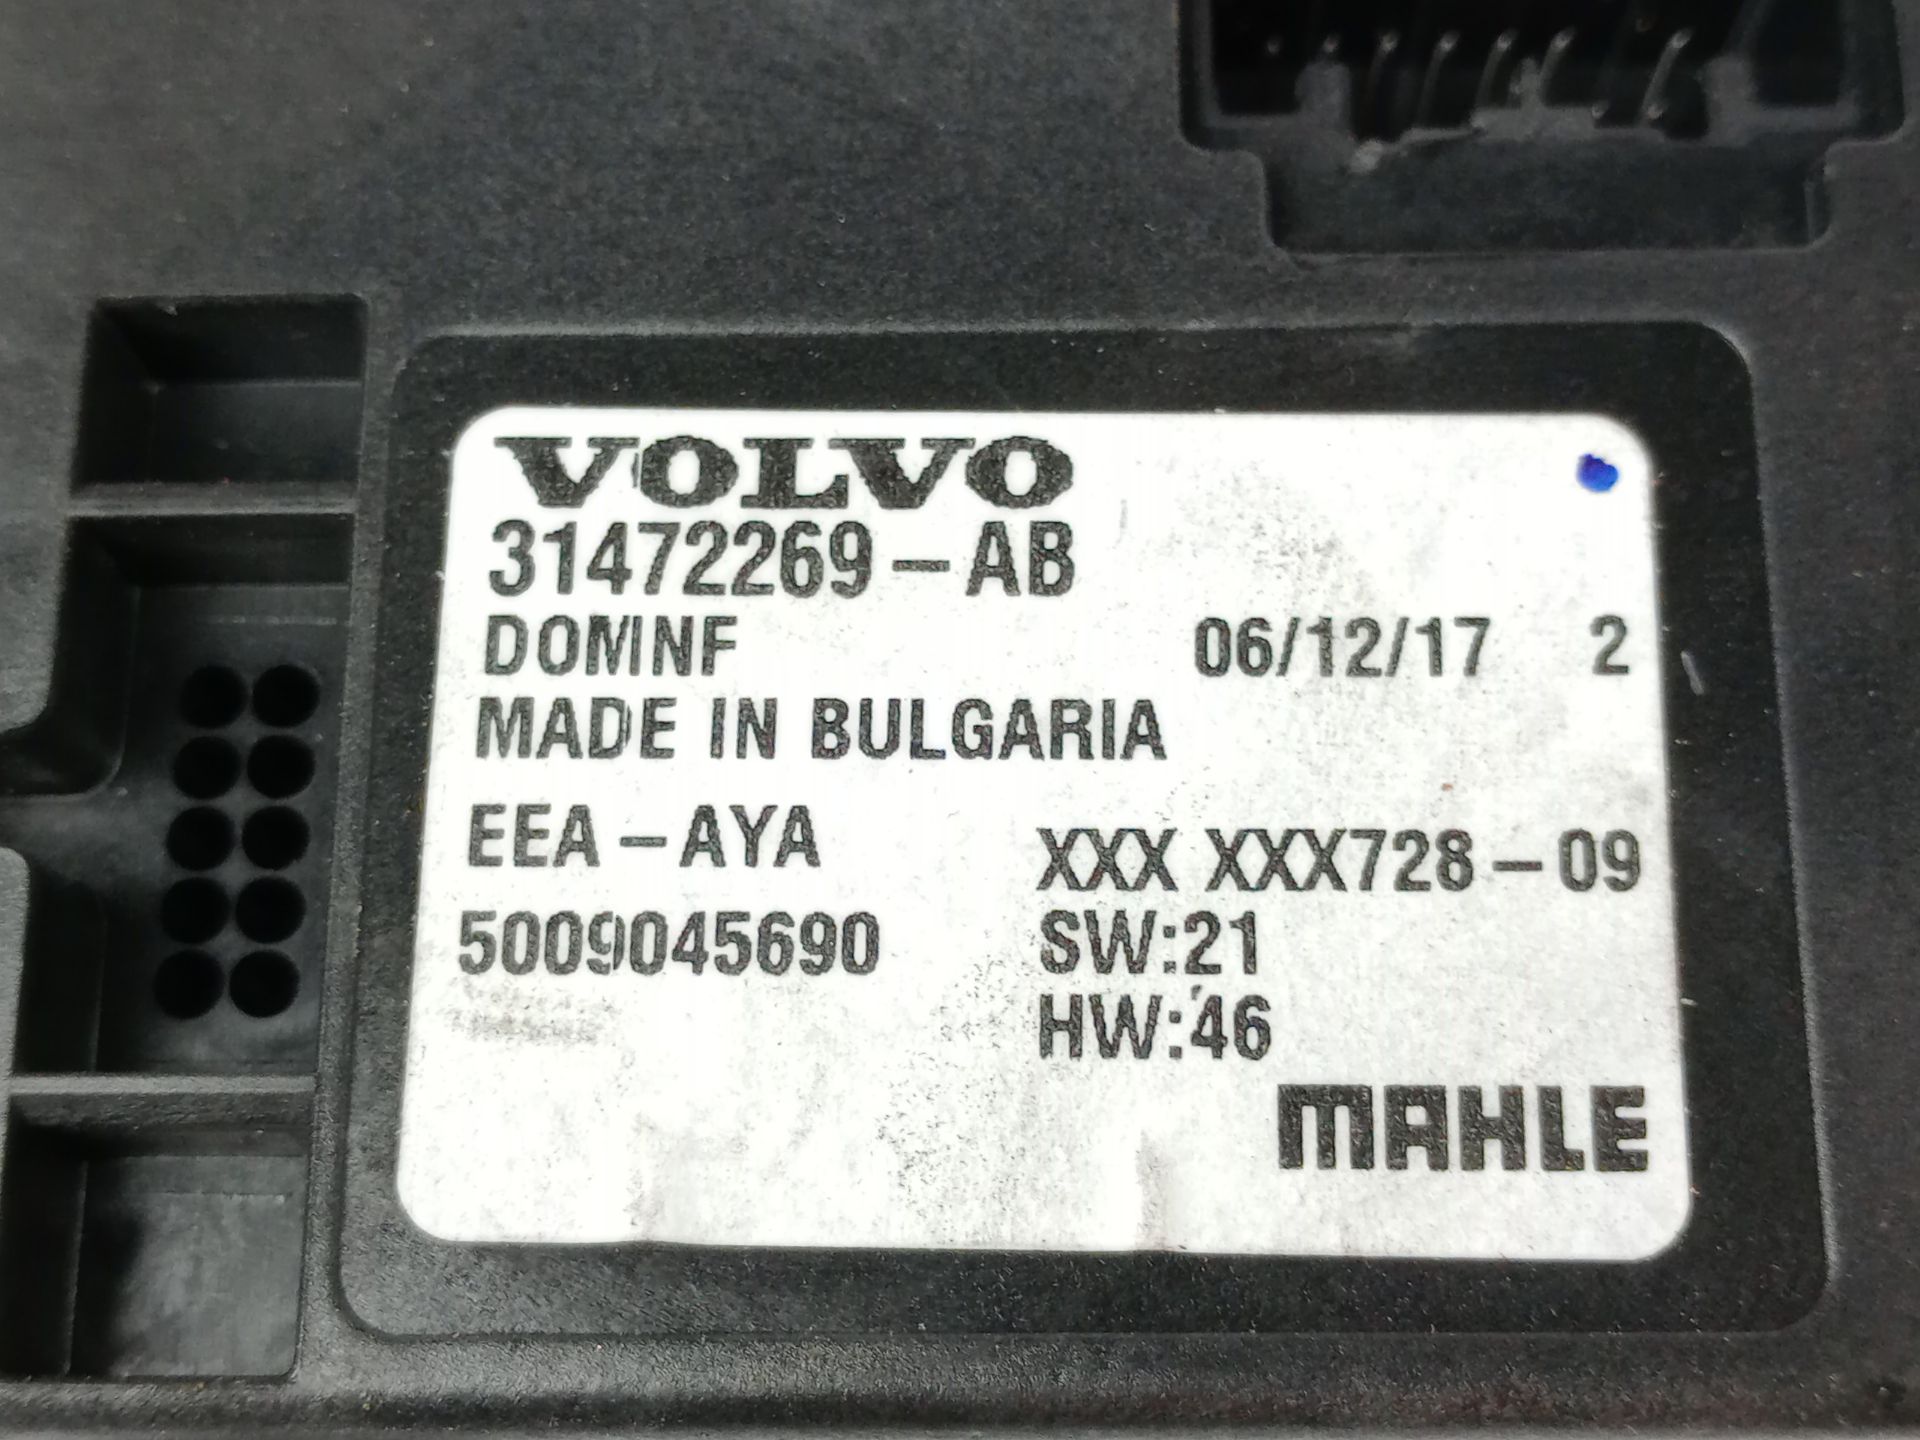 VOLVO
31472269-AB
DOMNF 06/12/17 2
MADE IN BULGARIA
EEA-AYA XXX XXX728-09
5009045690 SW:21
HW:46
MAHLE